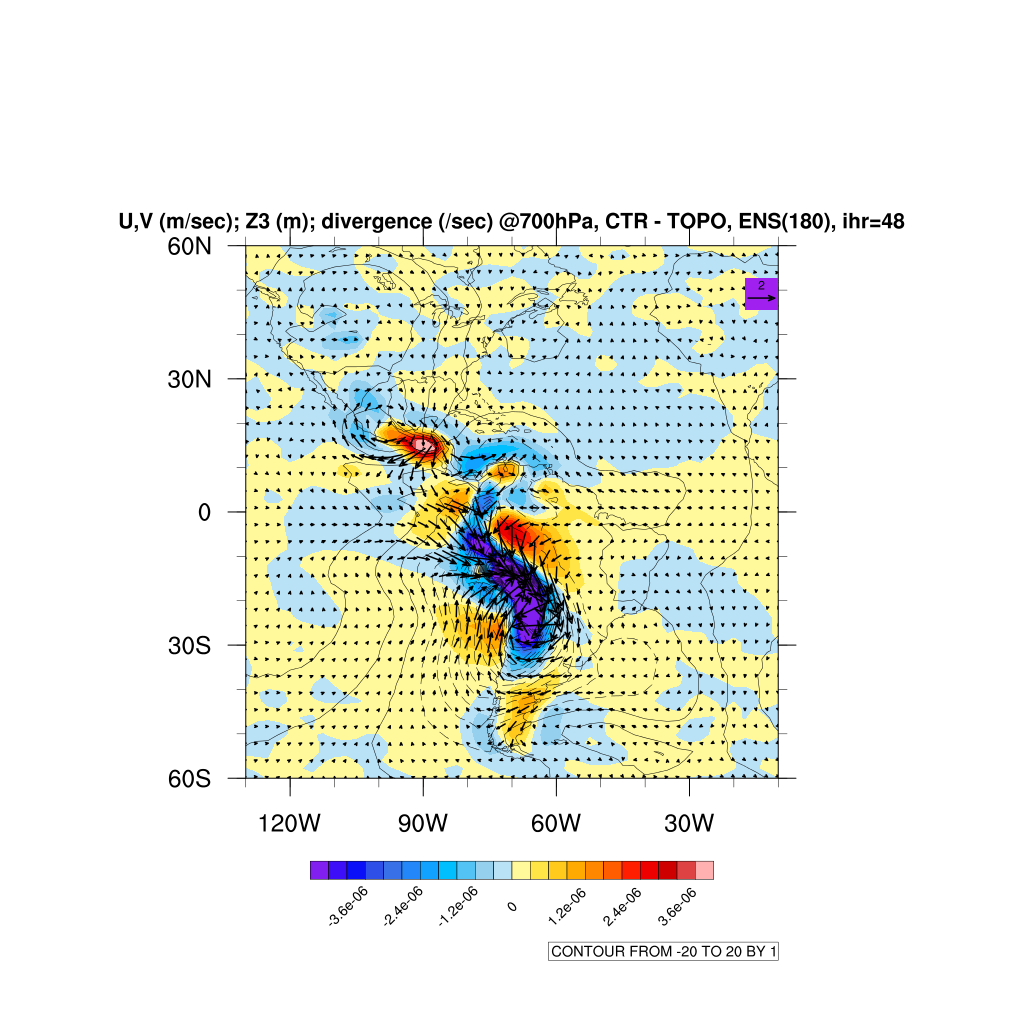 U,V (m/sec); Z3 (m); divergence (/sec) @700hPa, CTR - TOPO, ENS(180), ihr=48
60N
2
30N
0
30S
60S
120W 90W 60W 30W
-3.6e-06 -2.4e-06 -1.2e-06 0 1.2e-06 2.4e-06 3.6e-06
CONTOUR FROM -20 TO 20 BY 1